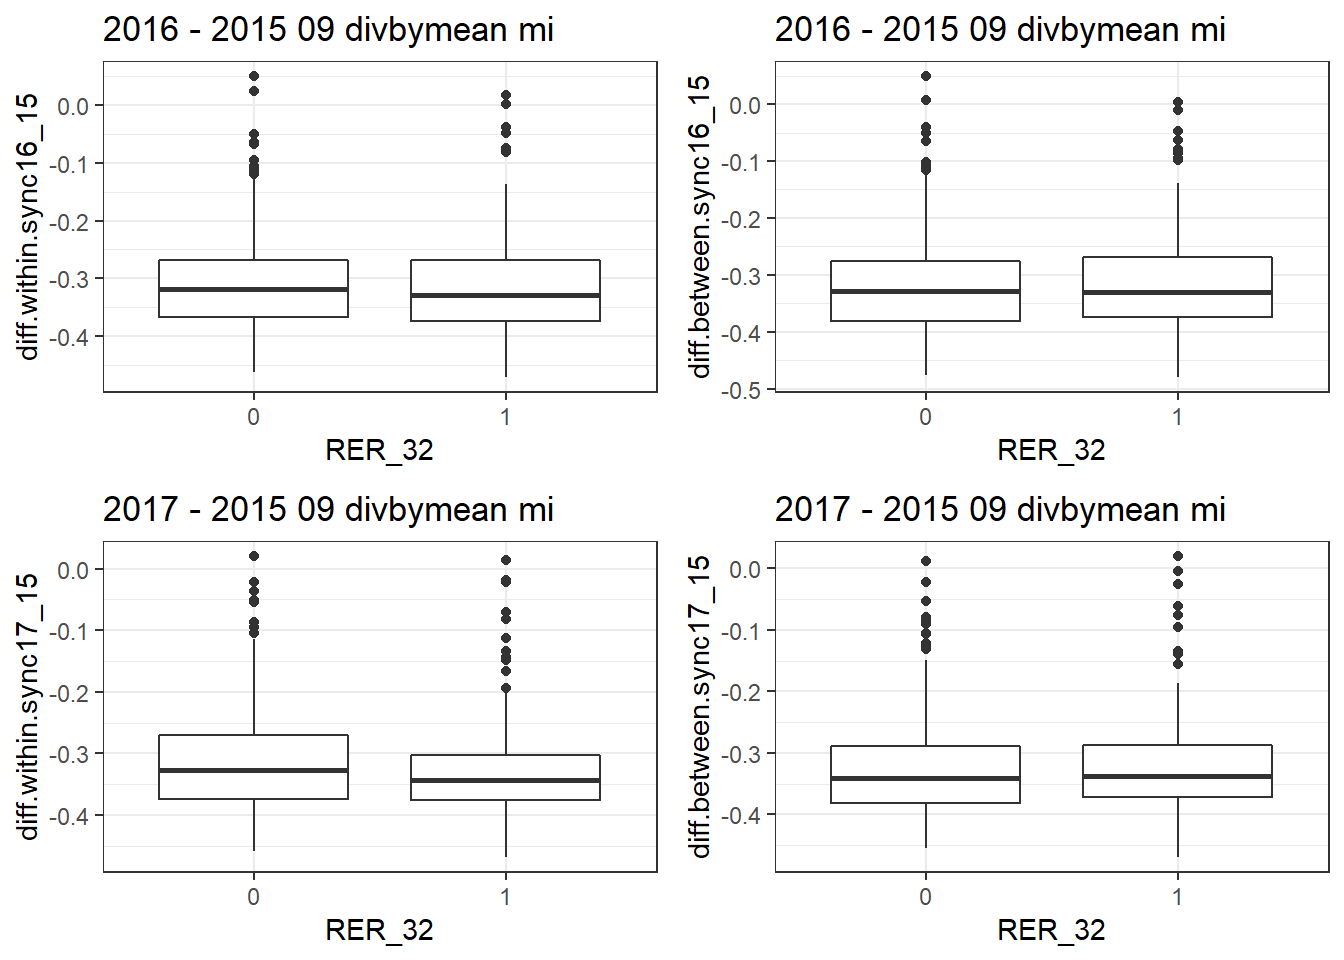 2016 - 2015 09 divbymean mi
diff.within.sync16_15
0.0
-0.1
-0.2
-0.3
-0.4
0
1
RER_32
2016 - 2015 09 divbymean mi
diff.between.sync16_15
0.0
-0.1
-0.2
-0.3
-0.4
-0.5
0
1
RER_32
2017 - 2015 09 divbymean mi
diff.within.sync17_15
0.0
-0.1
-0.2
-0.3
-0.4
0
1
RER_32
2017 - 2015 09 divbymean mi
diff.between.sync17_15
0.0
-0.1
-0.2
-0.3
-0.4
0
1
RER_32